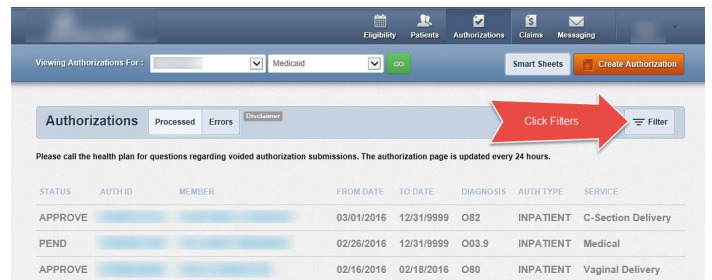 Eligibility Patients Authorizations Claims Messaging
Viewing Authorizations For : Medicaid GO Smart Sheets Create Authorization
Authorizations Processed Errors Disclaimer Click Filters Filter
Please call the health plan for questions regarding voided authorization submissions. The authorization page is updated every 24 hours.
STATUS AUTH ID MEMBER FROM DATE TO DATE DIAGNOSIS AUTH TYPE SERVICE
APPROVE 03/01/2016 12/31/9999 O82 INPATIENT C-Section Delivery
PEND 02/26/2016 12/31/9999 O03.9 INPATIENT Medical
APPROVE 02/16/2016 02/18/2016 O80 INPATIENT Vaginal Delivery